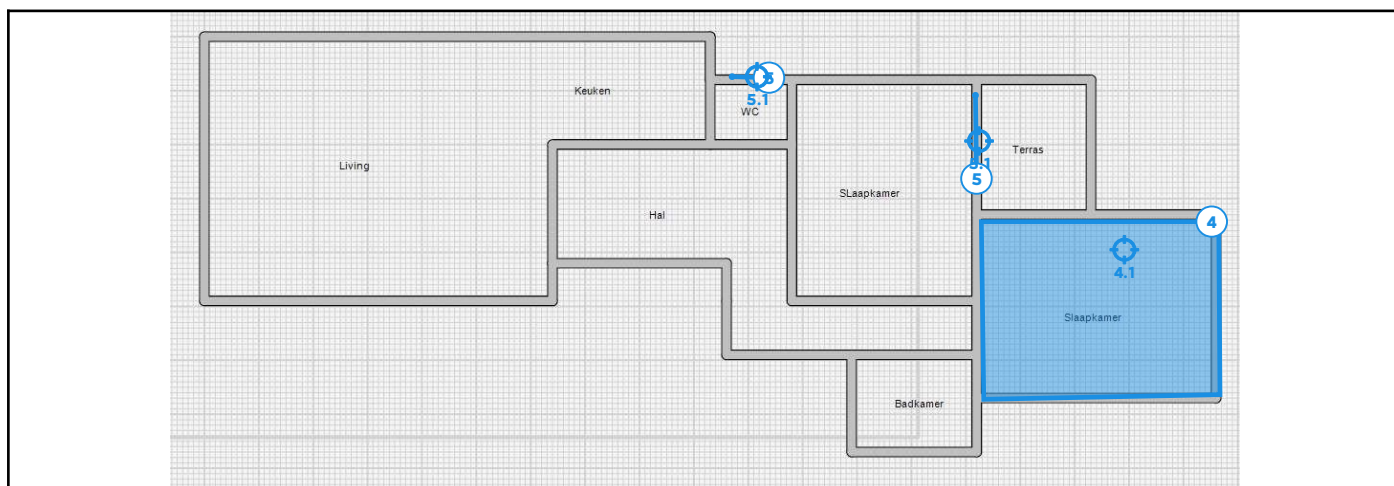 Keuken
5.1
WC
Living
Terras
5
SLaapkamer
Hal
4
4.1
Slaapkamer
Badkamer